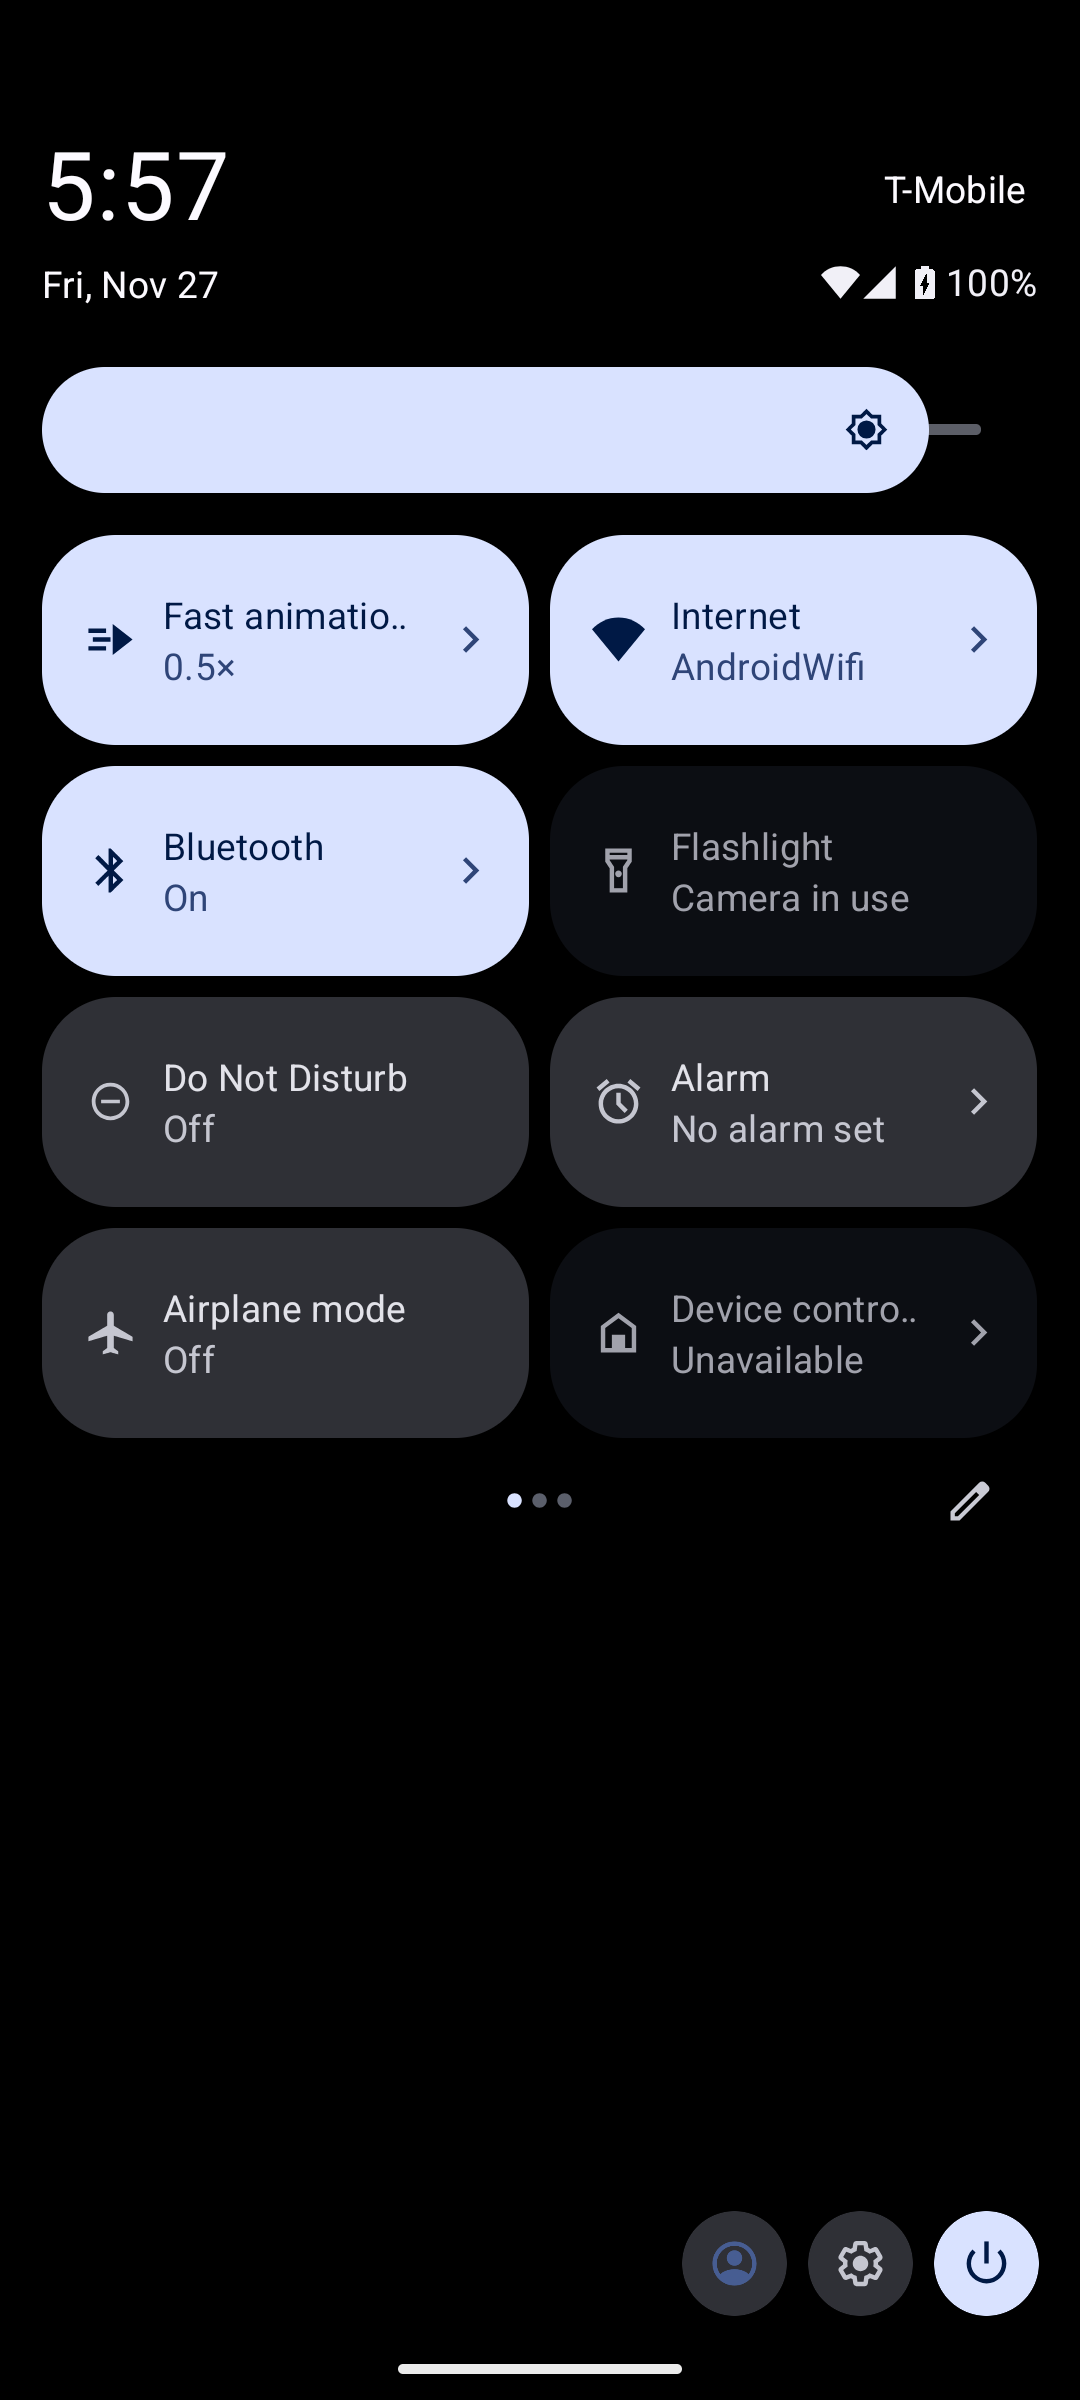 5:57
T-Mobile
Fri, Nov 27
100%
Fast animatio..
0.5×
Internet
AndroidWifi
Bluetooth
On
Flashlight
Camera in use
Do Not Disturb
Off
Alarm
No alarm set
Airplane mode
Off
Device contro..
Unavailable